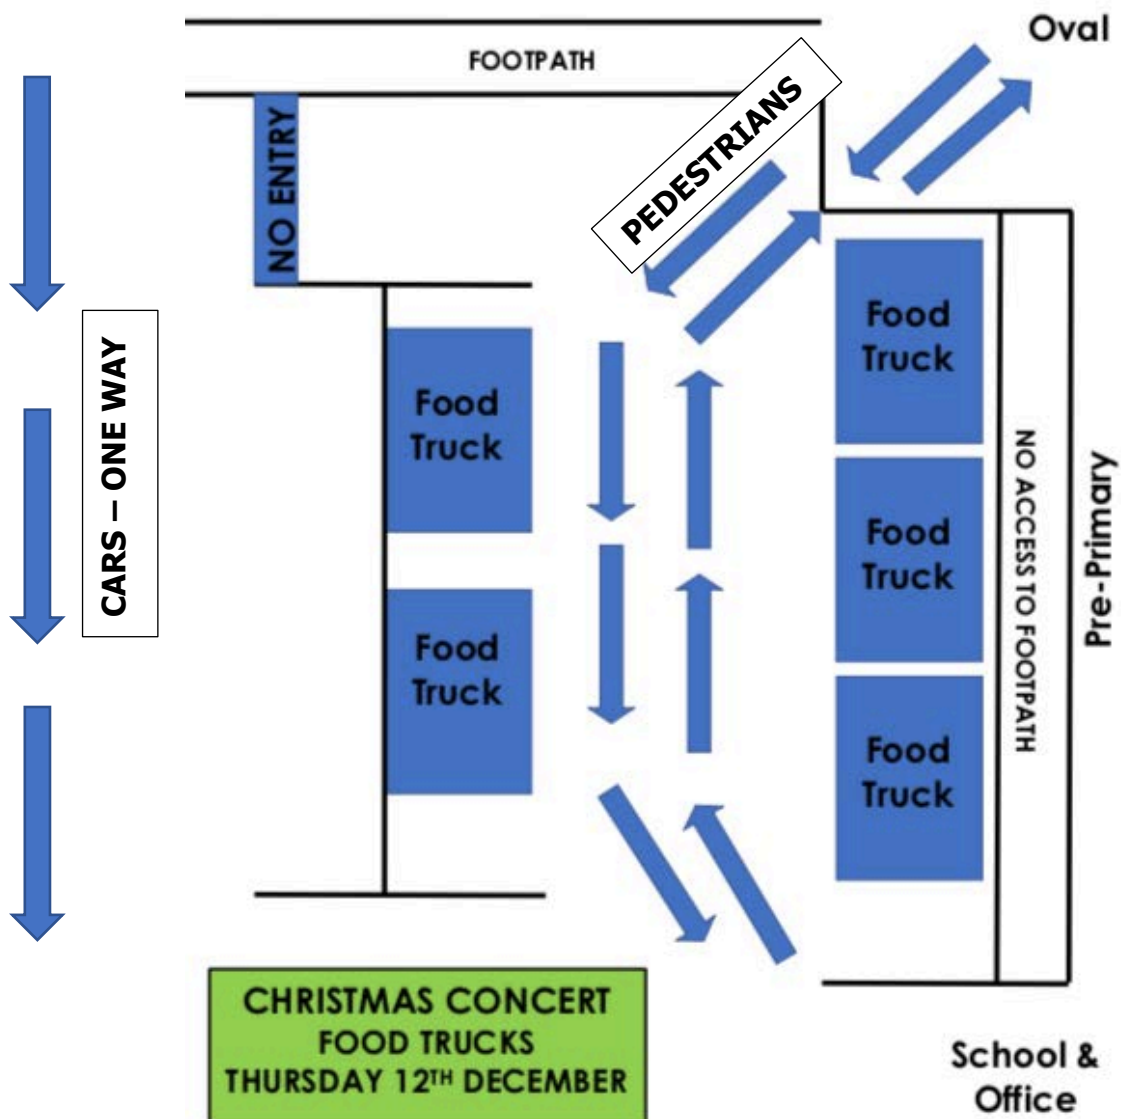 Oval
FOOTPATH
PEDESTRIANS
NO ENTRY
CARS – ONE WAY
Food
Truck
Food
Truck
Food
Truck
Food
Truck
Food
Truck
NO ACCESS TO FOOTPATH
Pre-Primary
CHRISTMAS CONCERT
FOOD TRUCKS
THURSDAY 12TH DECEMBER
School &
Office